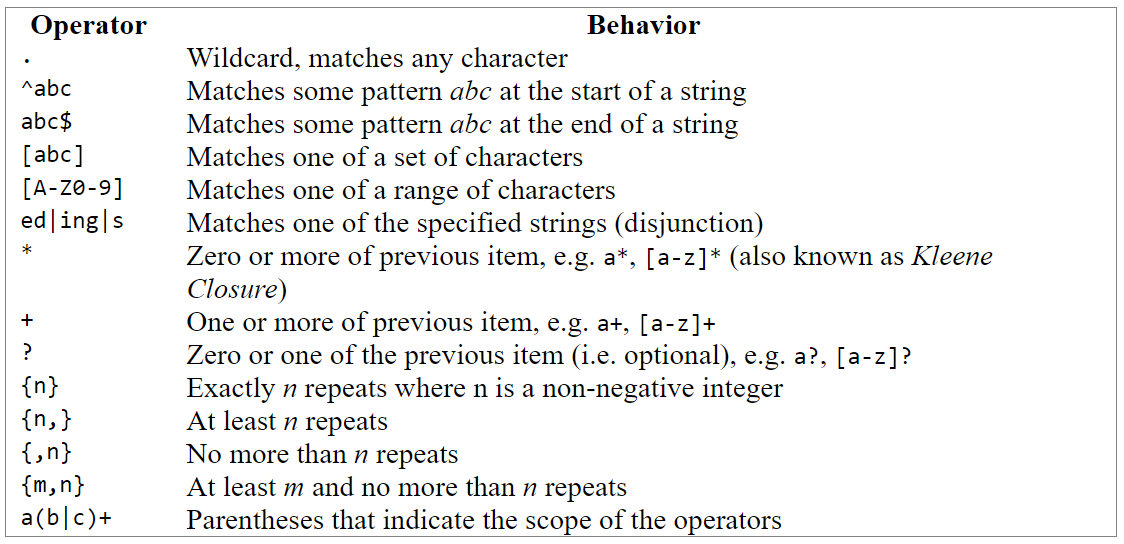 Operator Behavior
. Wildcard, matches any character
^abc Matches some pattern abc at the start of a string
abc$ Matches some pattern abc at the end of a string
[abc] Matches one of a set of characters
[A-Z0-9] Matches one of a range of characters
ed|ing|s Matches one of the specified strings (disjunction)
* Zero or more of previous item, e.g. a*, [a-z]* (also known as Kleene
Closure)
+ One or more of previous item, e.g. a+, [a-z]+
? Zero or one of the previous item (i.e. optional), e.g. a?, [a-z]?
{n} Exactly n repeats where n is a non-negative integer
{n,} At least n repeats
{,n} No more than n repeats
{m,n} At least m and no more than n repeats
a(b|c)+ Parentheses that indicate the scope of the operators